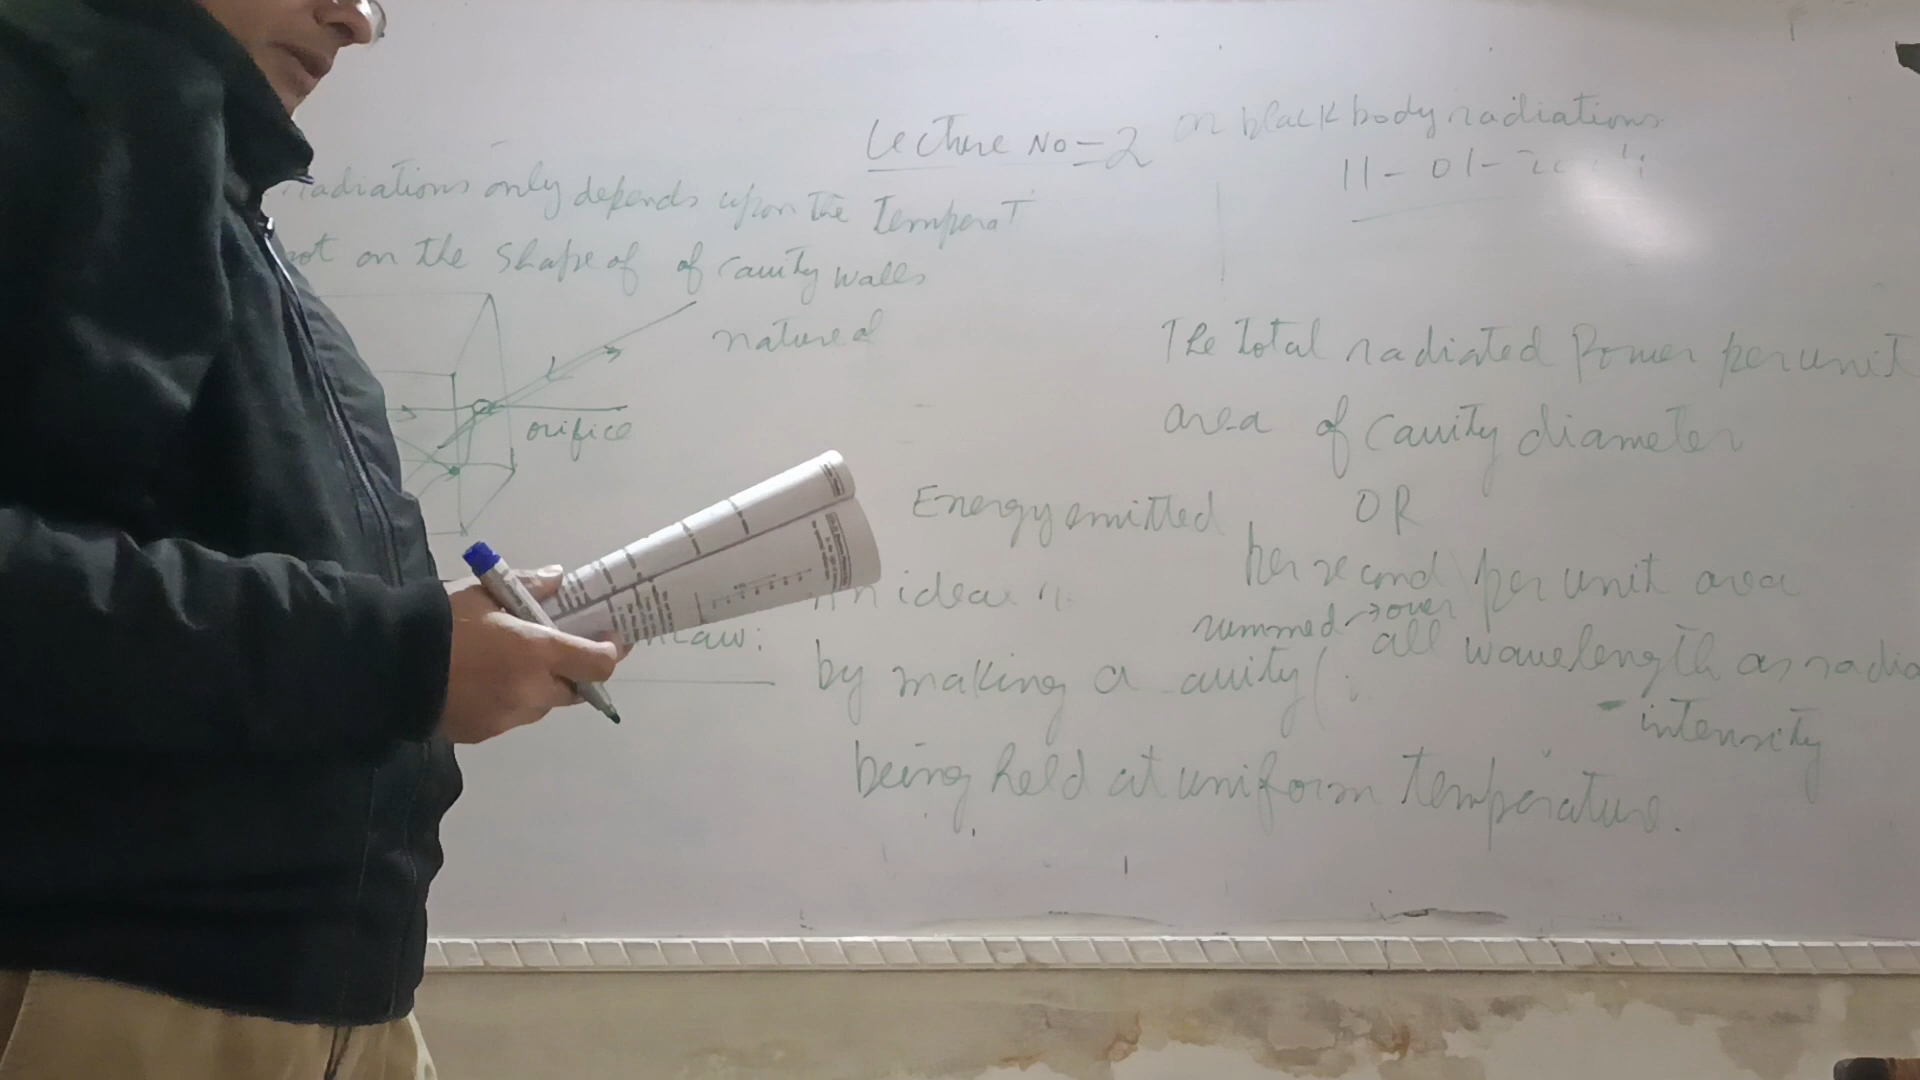 Lecture No = 2 on black body radiations
11-01-20
radiations only depends upon the Temperat
not on the shape of of cavity walls
nature of
orifice
The Total radiated Power per unit
area of cavity diameter
OR
Energy emitted per second per unit area
summed → over all wavelength as radia
intensity
Law:
An ideal
by making a cavity (
being held at uniform temperature.